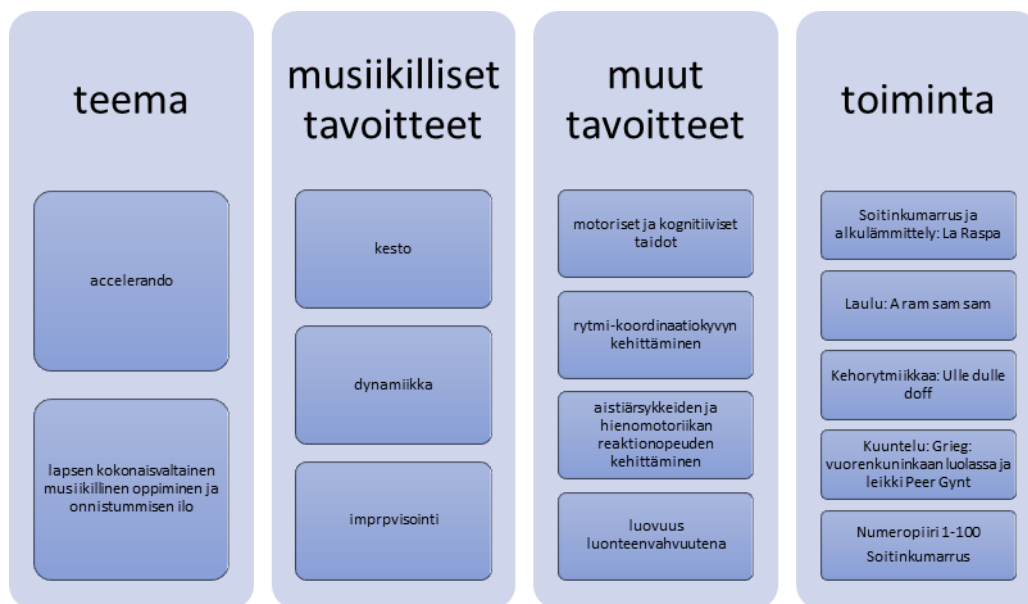 teema
accelerando
lapsen kokonaisvaltainen
musiikillinen oppiminen ja
onnistummisen ilo
musiikilliset
tavoitteet
kesto
dynamiikka
imprpvisointi
muut
tavoitteet
motoriset ja kognitiiviset
taidot
rytmi-koordinaatiokyvyn
kehittäminen
aistiärsykkeiden ja
hienomotoriikan
reaktionopeuden
kehittäminen
luovuus
luonteenvahvuutena
toiminta
Soitinkumarrus ja
alkulämmittely: La Raspa
Laulu: A ram sam sam
Kehorytmiikkaa: Ulle dulle
doff
Kuuntelu: Grieg:
vuorenkuninkaan luolassa ja
leikki Peer Gynt
Numeropiiri 1-100
Soitinkumarrus